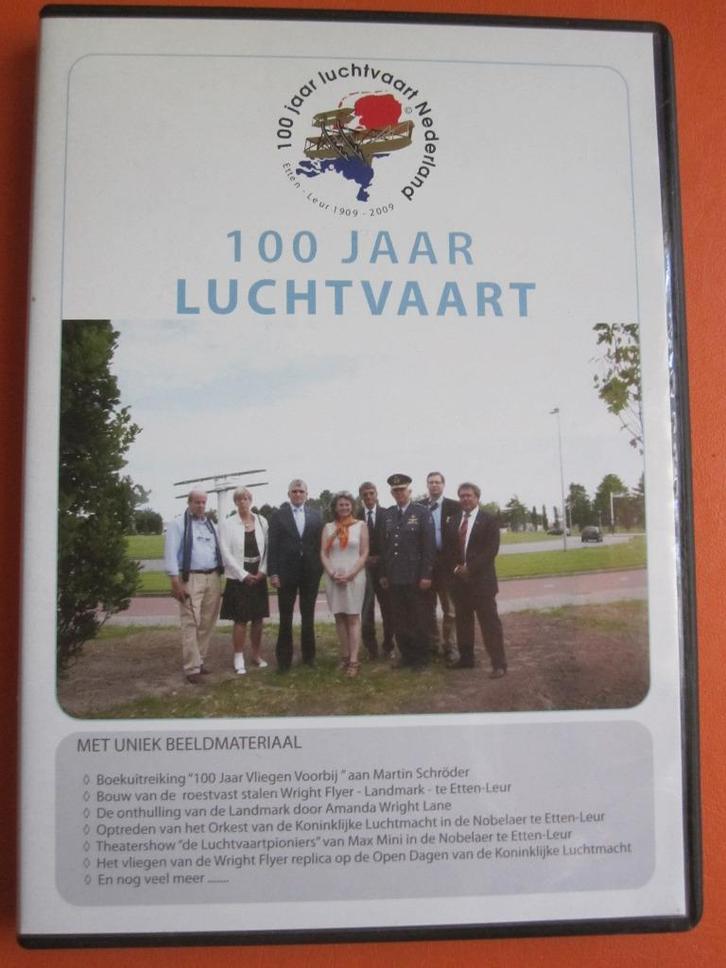 100 jaar luchtvaart Nederland
©
Etten - Leur 1909 - 2009
100 JAAR
LUCHTVAART
MET UNIEK BEELDMATERIAAL
◊ Boekuitreiking "100 Jaar Vliegen Voorbij " aan Martin Schröder
◊ Bouw van de roestvast stalen Wright Flyer - Landmark - te Etten-Leur
◊ De onthulling van de Landmark door Amanda Wright Lane
◊ Optreden van het Orkest van de Koninklijke Luchtmacht in de Nobelaer te Etten-Leur
◊ Theatershow "de Luchtvaartpioniers" van Max Mini in de Nobelaer te Etten-Leur
◊ Het vliegen van de Wright Flyer replica op de Open Dagen van de Koninklijke Luchtmacht
◊ En nog veel meer .......